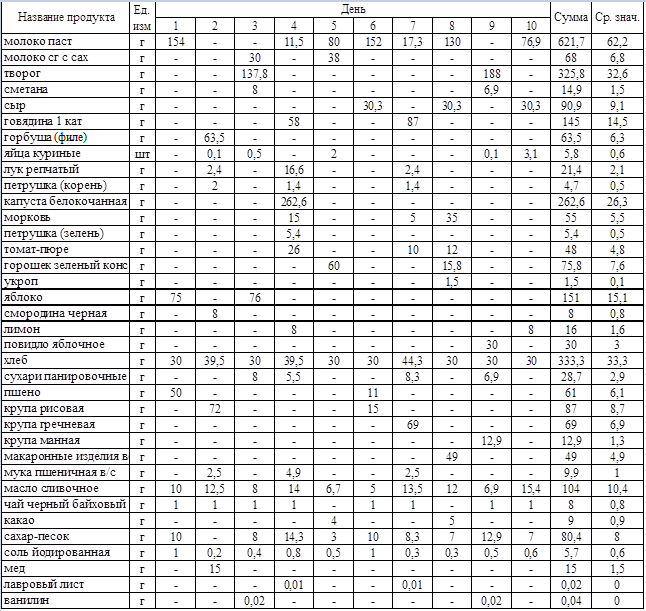 Название продукта Ед. изм День Сумма Ср. знач.
1 2 3 4 5 6 7 8 9 10
молоко паст г 154 - - 11,5 80 152 17,3 130 - 76,9 621,7 62,2
молоко сг с сах г - - 30 - 38 - - - - - 68 6,8
творог г - - 137,8 - - - - - 188 - 325,8 32,6
сметана г - - 8 - - - - - 6,9 - 14,9 1,5
сыр г - - - - - 30,3 - 30,3 - 30,3 90,9 9,1
говядина 1 кат г - - - 58 - - 87 - - - 145 14,5
горбуша (филе) г - 63,5 - - - - - - - - 63,5 6,3
яйца куриные шт - 0,1 0,5 - 2 - - - 0,1 3,1 5,8 0,6
лук репчатый г - 2,4 - 16,6 - - 2,4 - - - 21,4 2,1
петрушка (корень) г - 2 - 1,4 - - 1,4 - - - 4,7 0,5
капуста белокочанная г - - - 262,6 - - - - - - 262,6 26,3
морковь г - - - 15 - - 5 35 - - 55 5,5
петрушка (зелень) г - - - 5,4 - - - - - - 5,4 0,5
томат-пюре г - - - 26 - - 10 12 - - 48 4,8
горошек зеленый конс г - - - - 60 - - 15,8 - - 75,8 7,6
укроп г - - - - - - - 1,5 - - 1,5 0,1
яблоко г 75 - 76 - - - - - - - 151 15,1
смородина черная г - 8 - - - - - - - - 8 0,8
лимон г - - - 8 - - - - - 8 16 1,6
повидло яблочное г - - - - - - - - 30 - 30 3
хлеб г 30 39,5 30 39,5 30 30 44,3 30 30 30 333,3 33,3
сухари панировочные г - - 8 5,5 - - 8,3 - 6,9 - 28,7 2,9
пшено г 50 - - - - 11 - - - - 61 6,1
крупа рисовая г - 72 - - - 15 - - - - 87 8,7
крупа гречневая г - - - - - - 69 - - - 69 6,9
крупа манная г - - - - - - - - 12,9 - 12,9 1,3
макаронные изделия в г - - - - - - - 49 - - 49 4,9
мука пшеничная в/с г - 2,5 - 4,9 - - 2,5 - - - 9,9 1
масло сливочное г 10 12,5 8 14 6,7 5 13,5 12 6,9 15,4 104 10,4
чай черный байховый г 1 1 1 1 - 1 1 - 1 1 8 0,8
какао г - - - - 4 - - 5 - - 9 0,9
сахар-песок г 10 - 8 14,3 3 10 8,3 7 12,9 7 80,4 8
соль йодированная г 1 0,2 0,4 0,8 0,5 1 0,3 0,3 0,5 0,6 5,7 0,6
мед г - 15 - - - - - - - - 15 1,5
лавровый лист г - - - 0,01 - - 0,01 - - - 0,02 0
ванилин г - - 0,02 - - - - - 0,02 - 0,04 0